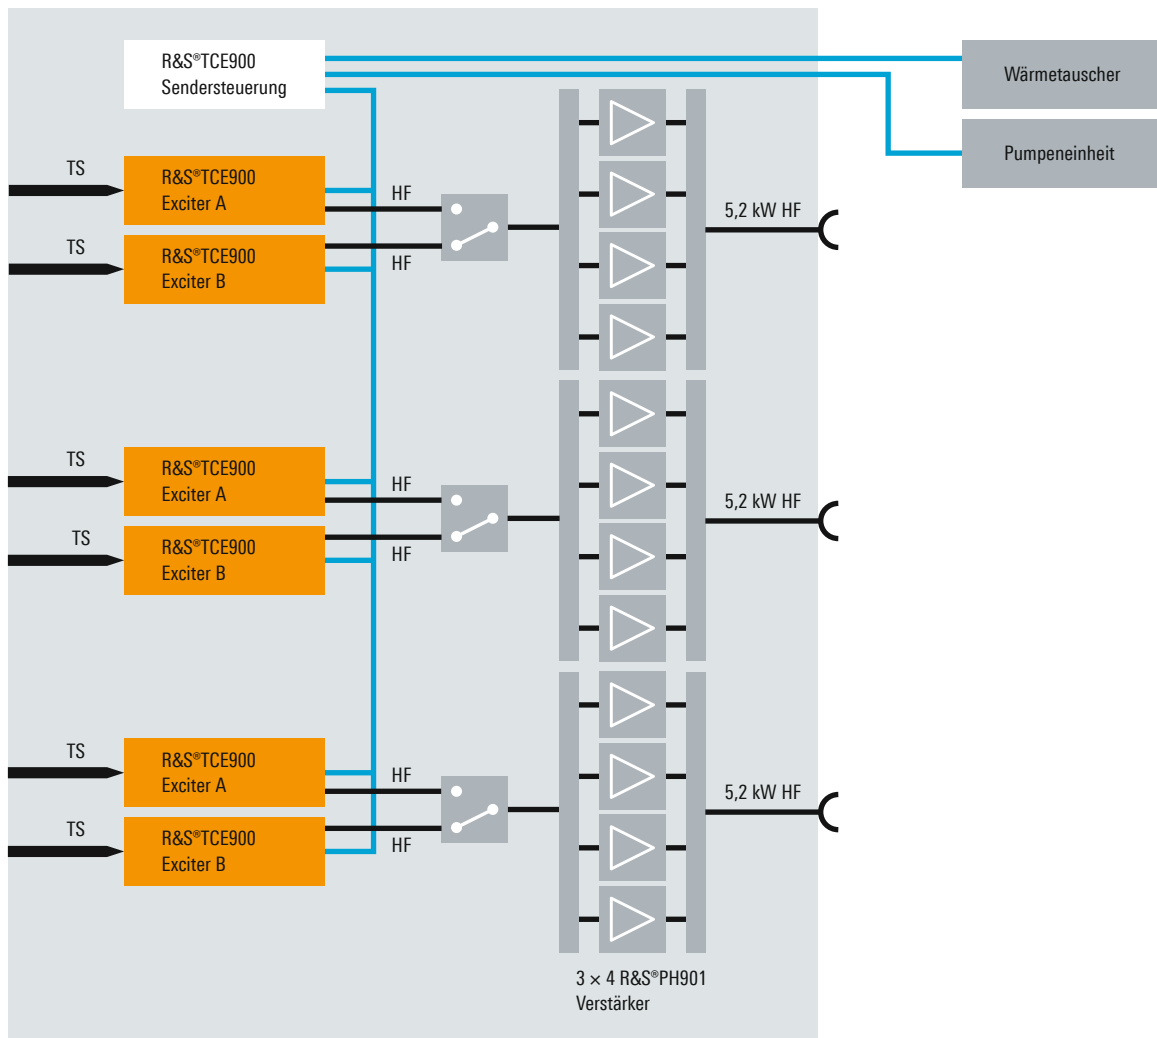 R&S®TCE900
Sendersteuerung
Wärmetauscher
Pumpeneinheit
TS
R&S®TCE900
Exciter A
HF
5,2 kW HF
TS
R&S®TCE900
Exciter B
HF
TS
R&S®TCE900
Exciter A
HF
5,2 kW HF
TS
R&S®TCE900
Exciter B
HF
TS
R&S®TCE900
Exciter A
HF
5,2 kW HF
TS
R&S®TCE900
Exciter B
HF
3 × 4 R&S®PH901
Verstärker